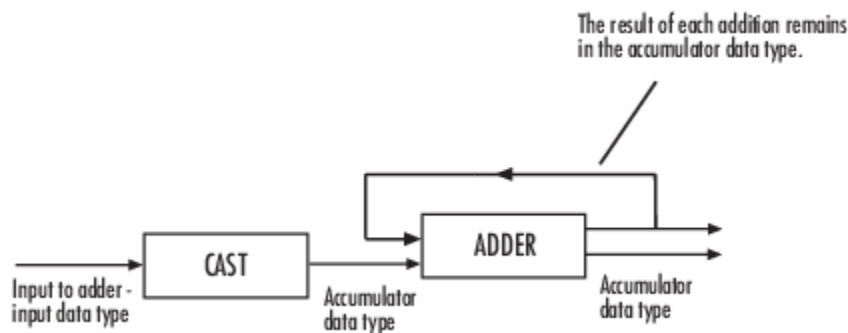 The result of each addition remains
in the accumulator data type.
CAST
ADDER
Input to adder -
input data type
Accumulator
data type
Accumulator
data type